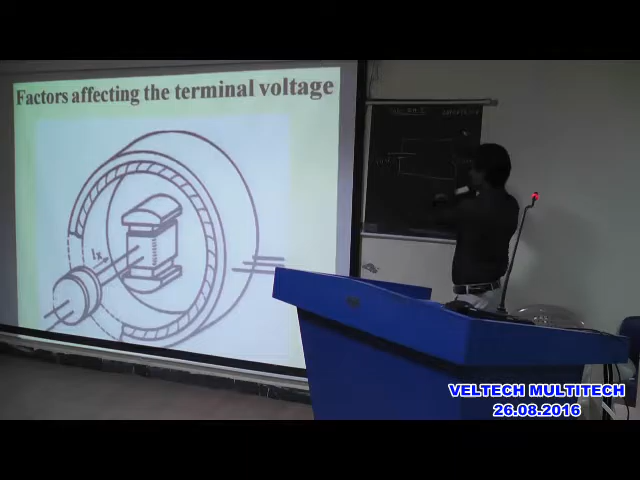 Factors affecting the terminal voltage
VELTECH MULTITECH
26.08.2016